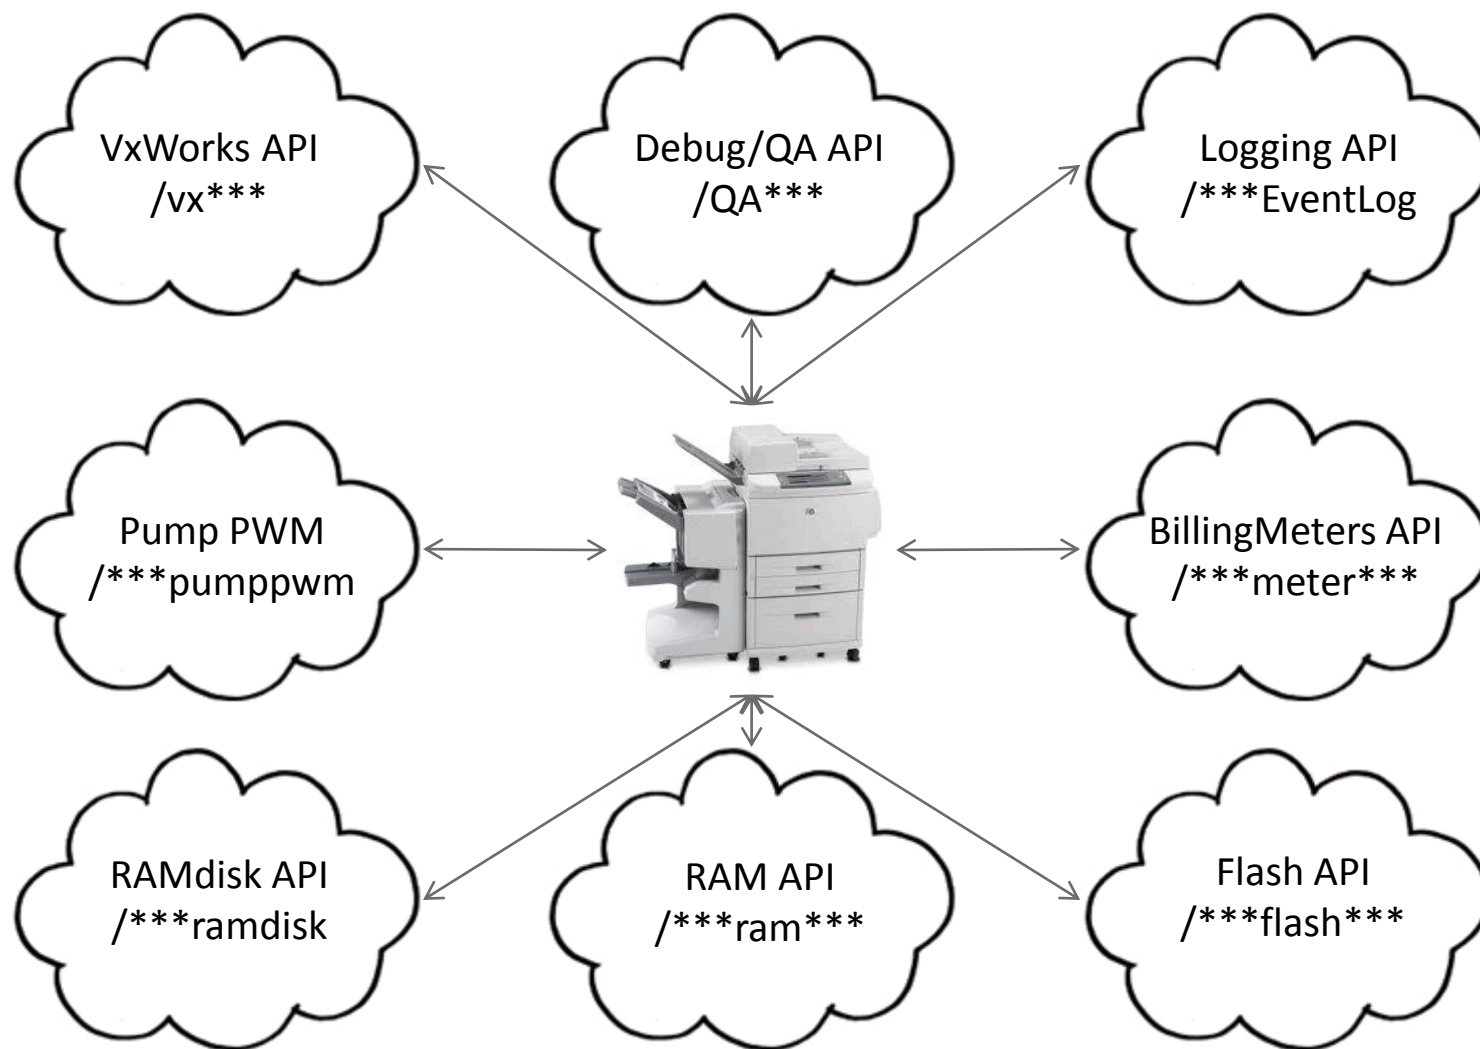 VxWorks API
/vx***
Debug/QA API
/QA***
Logging API
/***EventLog
Pump PWM
/***pumppwm
BillingMeters API
/***meter***
RAMdisk API
/***ramdisk
RAM API
/***ram***
Flash API
/***flash***